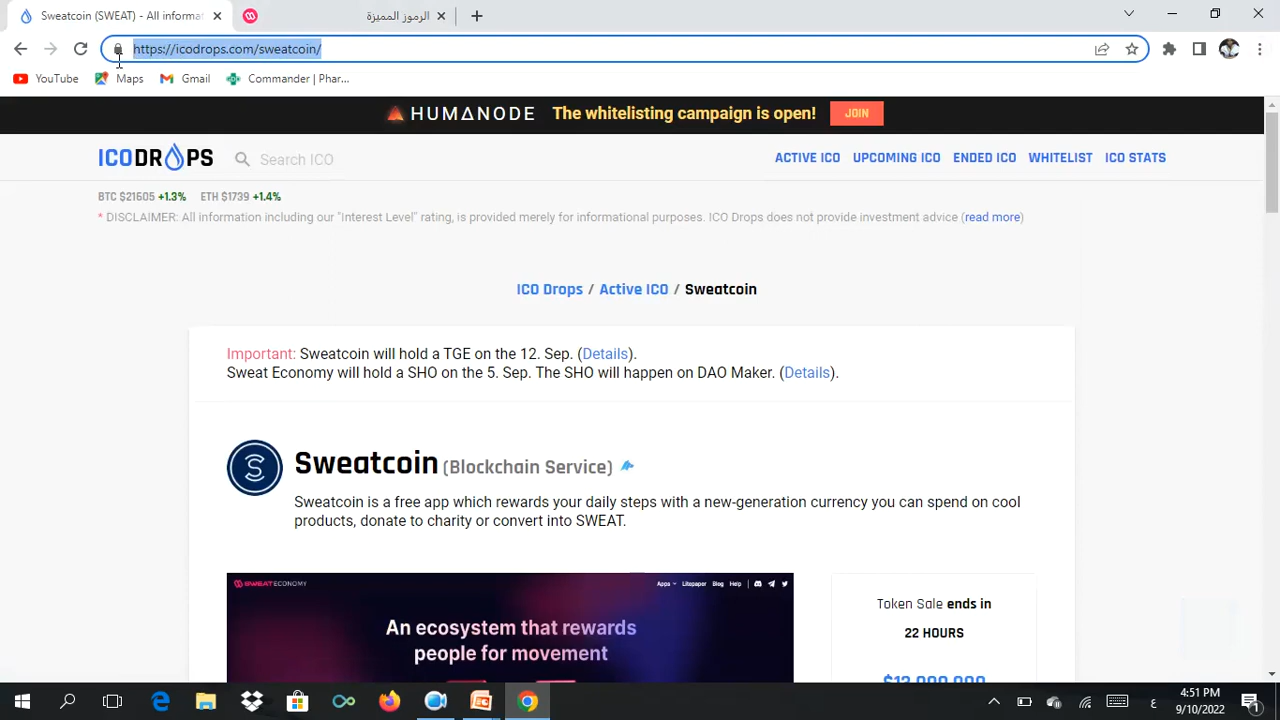 Sweatcoin (SWEAT) - All informat
الرموز المميزة
https://icodrops.com/sweatcoin/
YouTube
Maps
Gmail
Commander | Phar...
HUMANODE
The whitelisting campaign is open!
JOIN
ICODROPS
Search ICO
ACTIVE ICO
UPCOMING ICO
ENDED ICO
WHITELIST
ICO STATS
BTC $21605 +1.3%
ETH $1739 +1.4%
* DISCLAIMER: All information including our "Interest Level" rating, is provided merely for informational purposes. ICO Drops does not provide investment advice (read more)
ICO Drops / Active ICO / Sweatcoin
Important: Sweatcoin will hold a TGE on the 12. Sep. (Details).
Sweat Economy will hold a SHO on the 5. Sep. The SHO will happen on DAO Maker. (Details).
Sweatcoin (Blockchain Service)
Sweatcoin is a free app which rewards your daily steps with a new-generation currency you can spend on cool
products, donate to charity or convert into SWEAT.
SWEATECONOMY
Apps
Litepaper
Blog
Help
An ecosystem that rewards
people for movement
Token Sale ends in
22 HOURS
4:51 PM
9/10/2022
ع